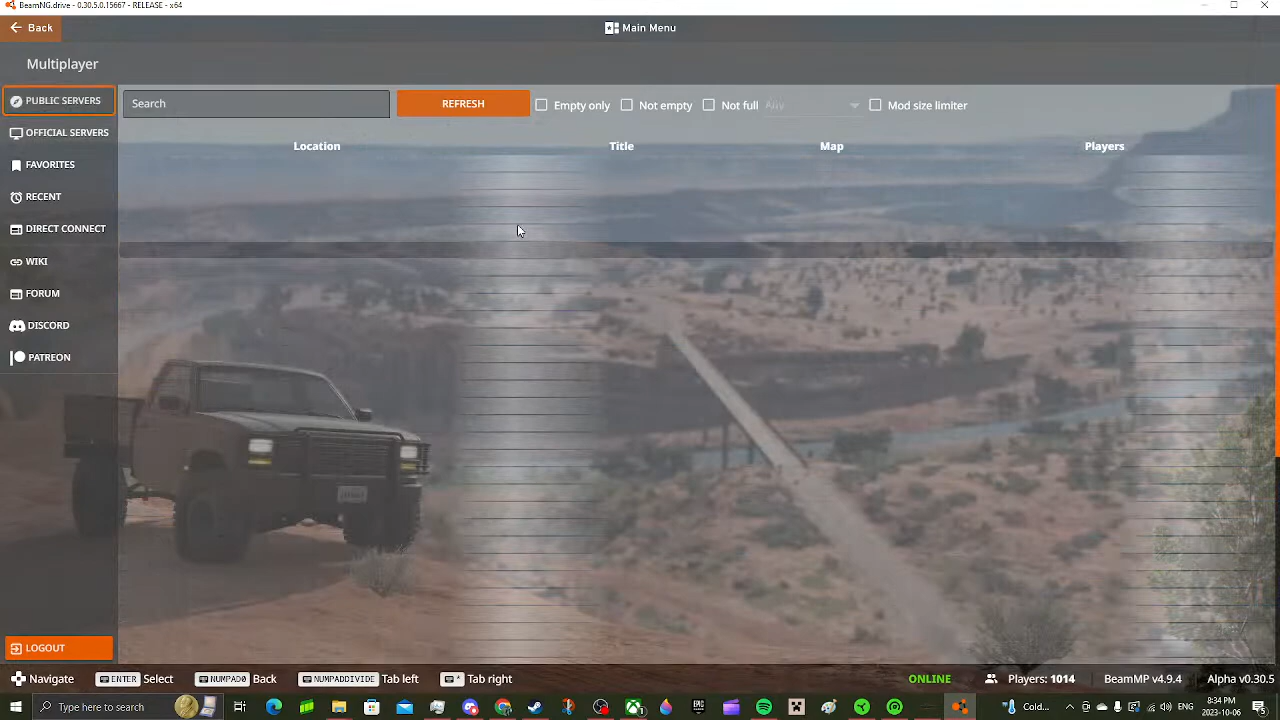 BeamNG.drive - 0.30.5.0.15667 - RELEASE - x64
Back
Main Menu
Multiplayer
PUBLIC SERVERS
Search
REFRESH
Empty only
Not empty
Not full
Any
Mod size limiter
OFFICIAL SERVERS
Location
Title
Map
Players
FAVORITES
RECENT
DIRECT CONNECT
WIKI
FORUM
DISCORD
PATREON
LOGOUT
Navigate
ENTER Select
NUMPAD0 Back
NUMPADDIVIDE Tab left
* Tab right
ONLINE
Players: 1014
BeamMP v4.9.4
Alpha v0.30.5
Type here to search
Cold...
8:34 PM
2023-10-06